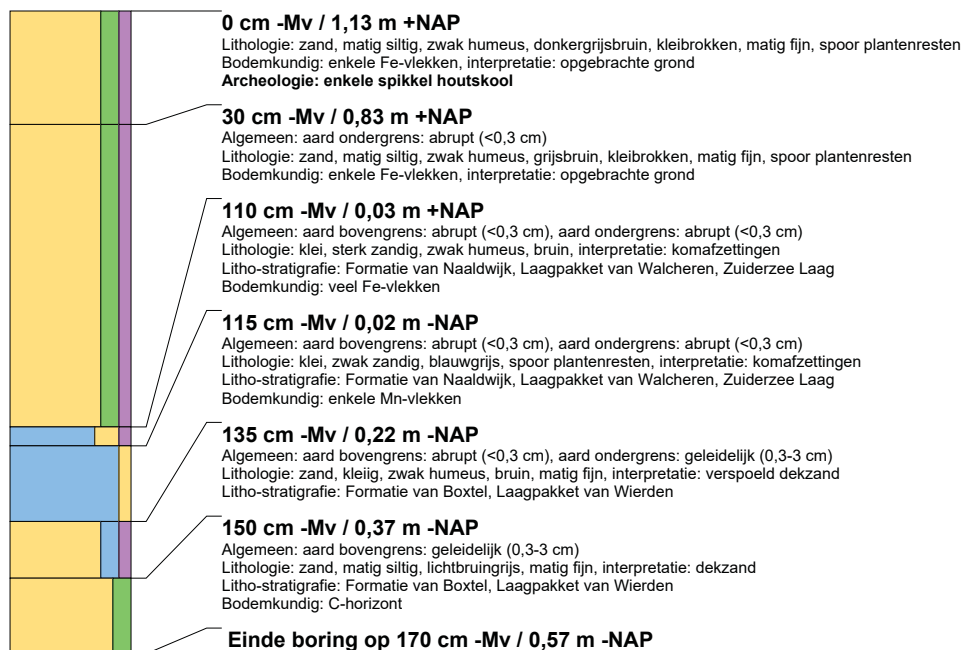 0 cm -Mv / 1,13 m +NAP
Lithologie: zand, matig siltig, zwak humeus, donkergrijsbruin, kleibrokken, matig fijn, spoor plantenresten
Bodemkundig: enkele Fe-vlekken, interpretatie: opgebrachte grond
Archeologie: enkele spikkel houtskool
30 cm -Mv / 0,83 m +NAP
Algemeen: aard ondergrens: abrupt (<0,3 cm)
Lithologie: zand, matig siltig, zwak humeus, grijsbruin, kleibrokken, matig fijn, spoor plantenresten
Bodemkundig: enkele Fe-vlekken, interpretatie: opgebrachte grond
110 cm -Mv / 0,03 m +NAP
Algemeen: aard bovengrens: abrupt (<0,3 cm), aard ondergrens: abrupt (<0,3 cm)
Lithologie: klei, sterk zandig, zwak humeus, bruin, interpretatie: komafzettingen
Litho-stratigrafie: Formatie van Naaldwijk, Laagpakket van Walcheren, Zuiderzee Laag
Bodemkundig: veel Fe-vlekken
115 cm -Mv / 0,02 m -NAP
Algemeen: aard bovengrens: abrupt (<0,3 cm), aard ondergrens: abrupt (<0,3 cm)
Lithologie: klei, zwak zandig, blauwgrijs, spoor plantenresten, interpretatie: komafzettingen
Litho-stratigrafie: Formatie van Naaldwijk, Laagpakket van Walcheren, Zuiderzee Laag
Bodemkundig: enkele Mn-vlekken
135 cm -Mv / 0,22 m -NAP
Algemeen: aard bovengrens: abrupt (<0,3 cm), aard ondergrens: geleidelijk (0,3-3 cm)
Lithologie: zand, kleiig, zwak humeus, bruin, matig fijn, interpretatie: verspoeld dekzand
Litho-stratigrafie: Formatie van Boxtel, Laagpakket van Wierden
150 cm -Mv / 0,37 m -NAP
Algemeen: aard bovengrens: geleidelijk (0,3-3 cm)
Lithologie: zand, matig siltig, lichtbruingrijs, matig fijn, interpretatie: dekzand
Litho-stratigrafie: Formatie van Boxtel, Laagpakket van Wierden
Bodemkundig: C-horizont
Einde boring op 170 cm -Mv / 0,57 m -NAP